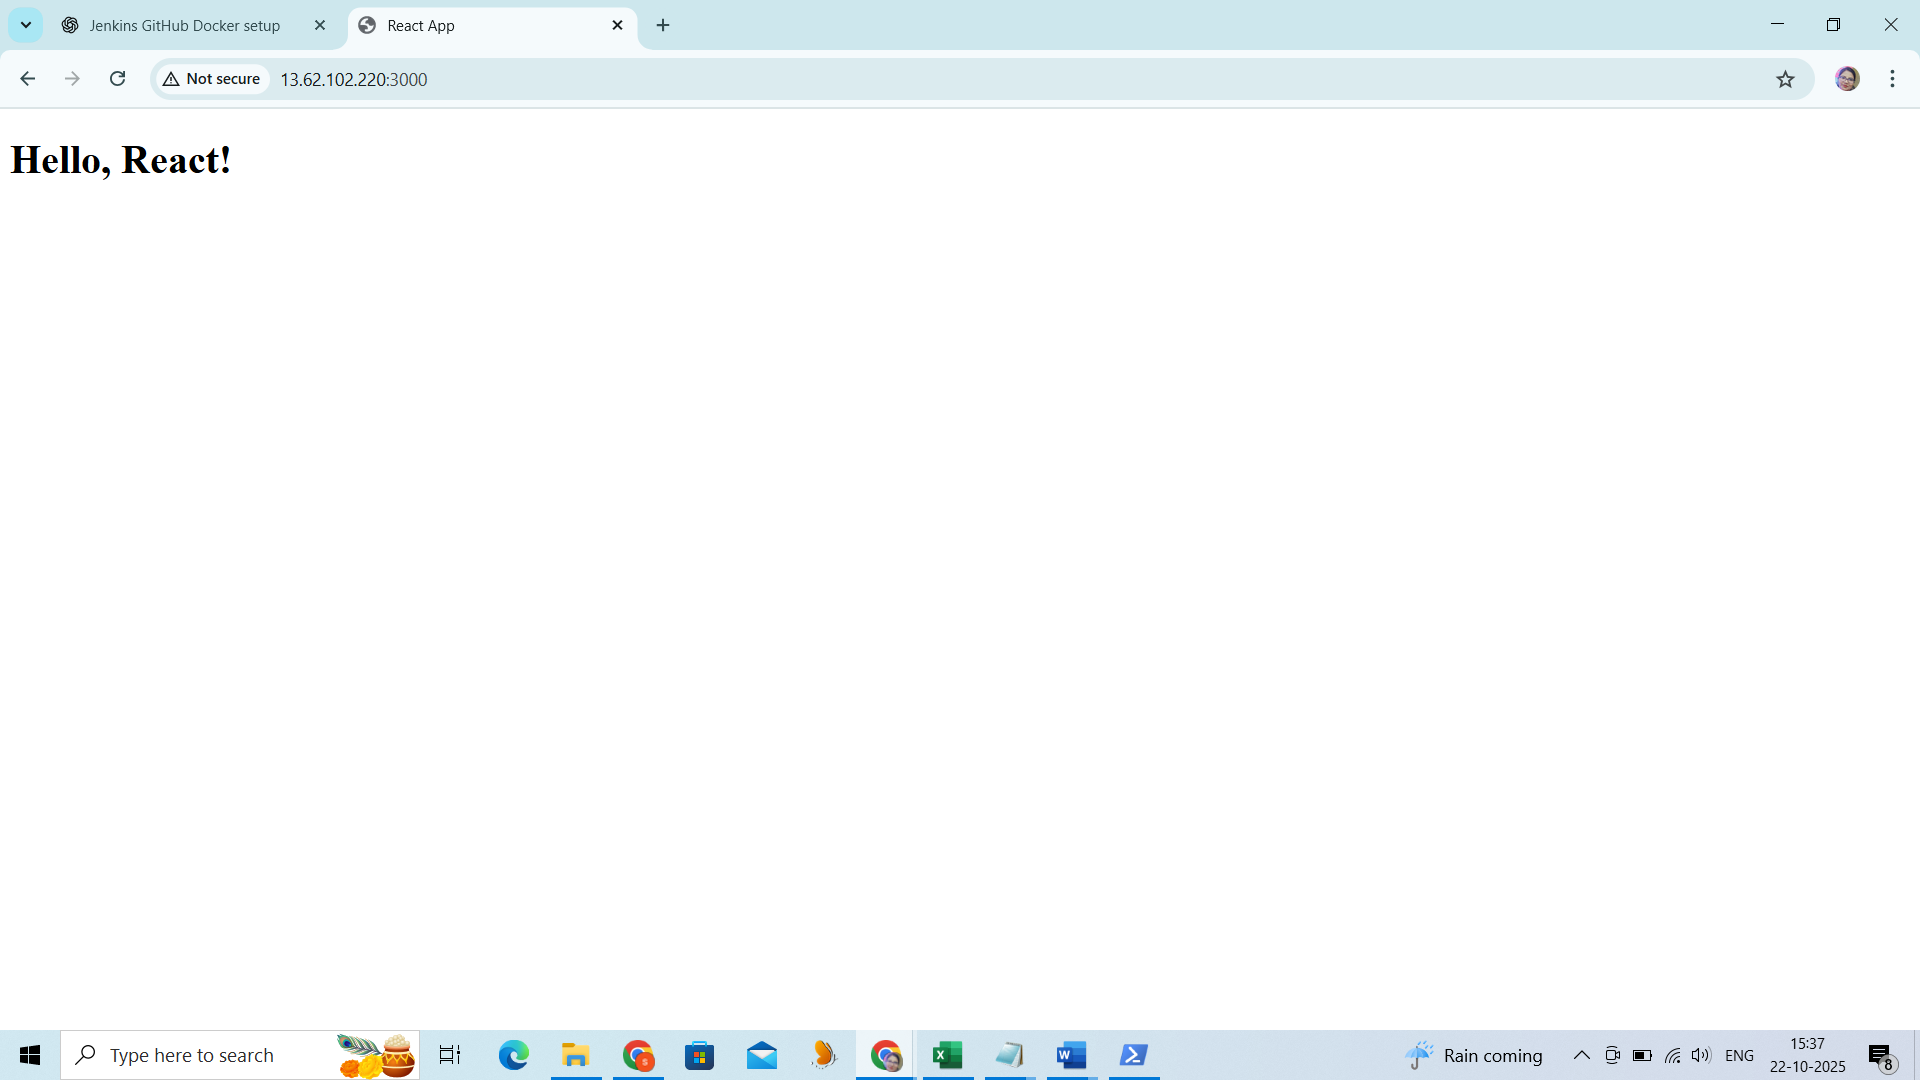 Jenkins GitHub Docker setup
React App
Not secure
13.62.102.220:3000
Hello, React!
Type here to search
Rain coming
ENG
15:37
22-10-2025
8